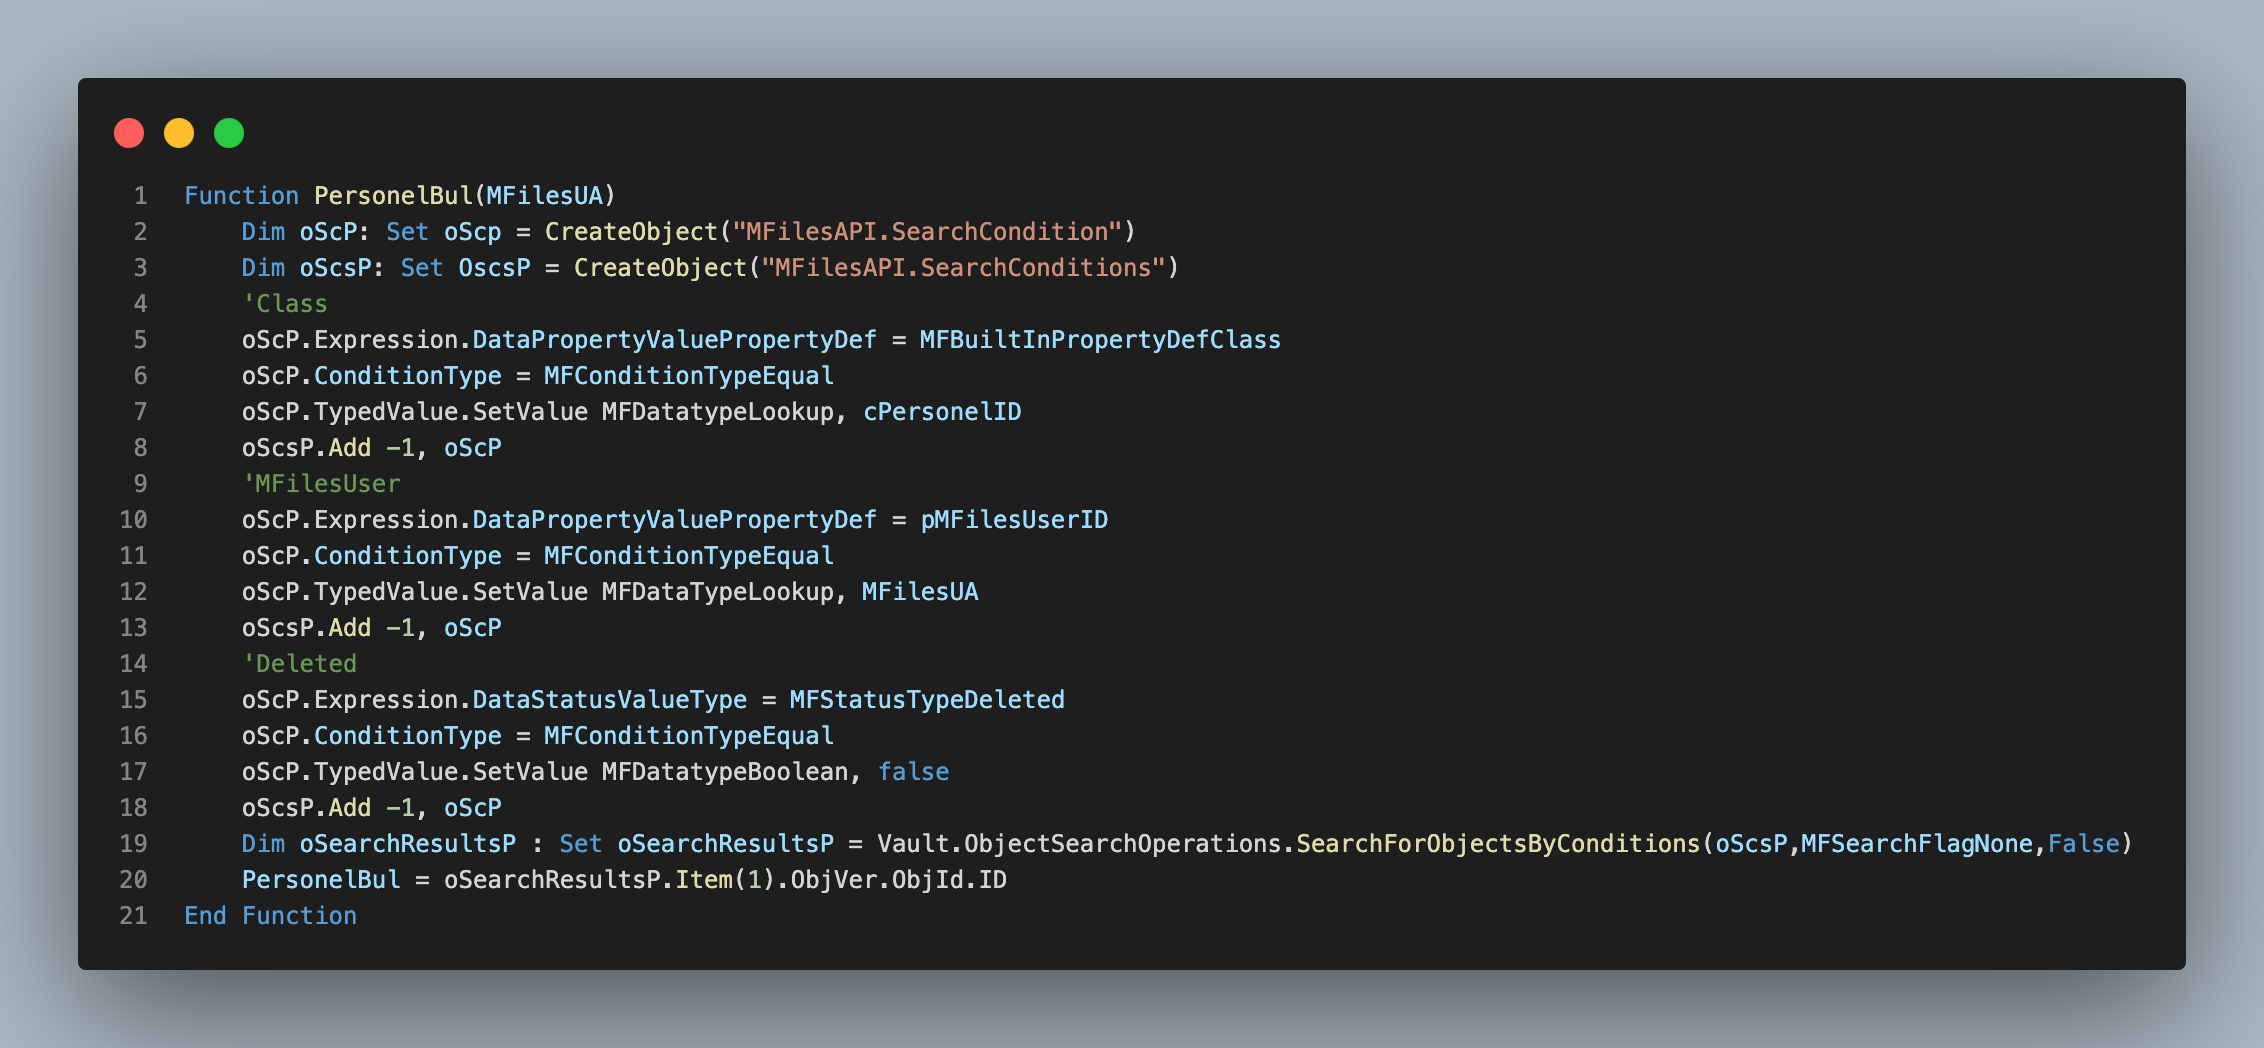 1 Function PersonelBul(MFilesUA)
2 Dim oScP: Set oScp = CreateObject("MFilesAPI.SearchCondition")
3 Dim oScsP: Set OscsP = CreateObject("MFilesAPI.SearchConditions")
4 'Class
5 oScP.Expression.DataPropertyValuePropertyDef = MFBuiltInPropertyDefClass
6 oScP.ConditionType = MFConditionTypeEqual
7 oScP.TypedValue.SetValue MFDatatypeLookup, cPersonelID
8 oScsP.Add -1, oScP
9 'MFilesUser
10 oScP.Expression.DataPropertyValuePropertyDef = pMFilesUserID
11 oScP.ConditionType = MFConditionTypeEqual
12 oScP.TypedValue.SetValue MFDataTypeLookup, MFilesUA
13 oScsP.Add -1, oScP
14 'Deleted
15 oScP.Expression.DataStatusValueType = MFStatusTypeDeleted
16 oScP.ConditionType = MFConditionTypeEqual
17 oScP.TypedValue.SetValue MFDatatypeBoolean, false
18 oScsP.Add -1, oScP
19 Dim oSearchResultsP : Set oSearchResultsP = Vault.ObjectSearchOperations.SearchForObjectsByConditions(oScsP,MFSearchFlagNone,False)
20 PersonelBul = oSearchResultsP.Item(1).ObjVer.ObjId.ID
21 End Function